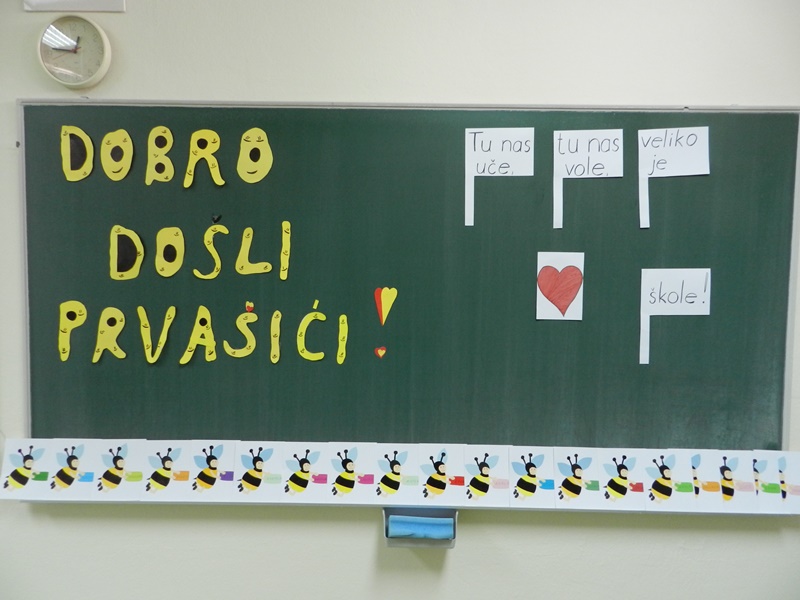 DOBRO
DOŠLI
PRVAŠIĆI!
Tu nas
uče,
tu nas
vole,
veliko
je
škole!